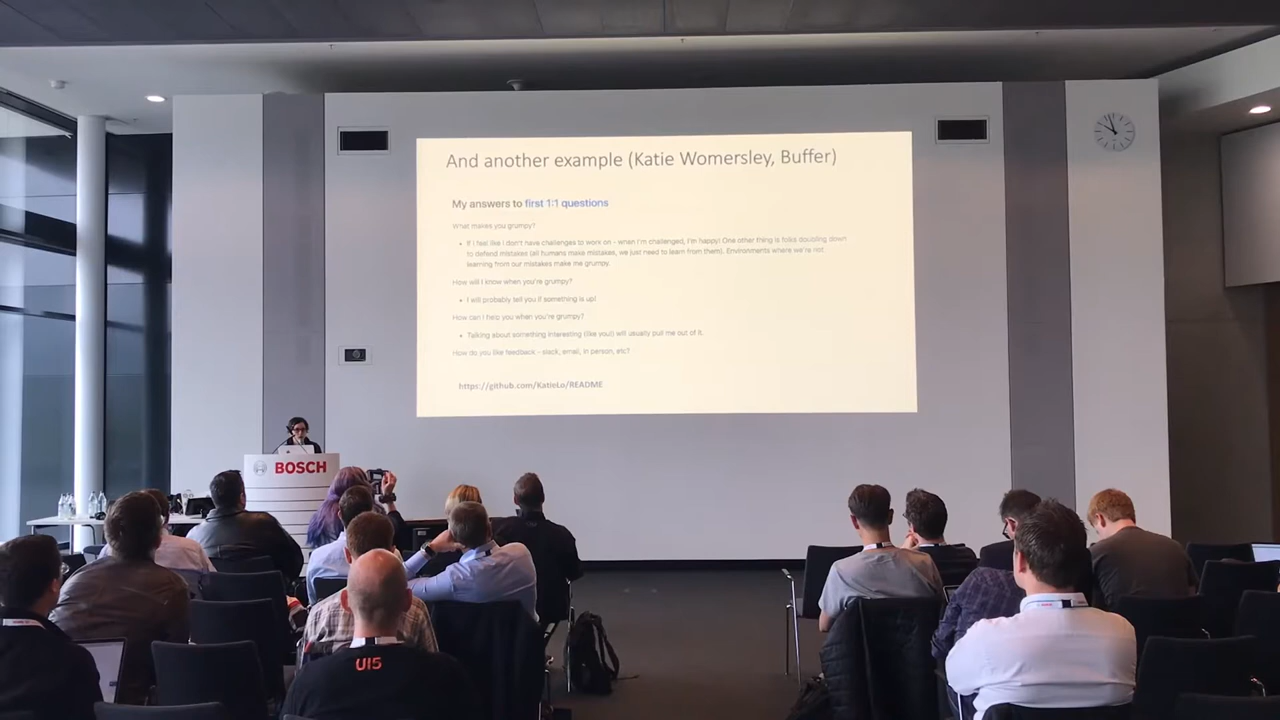 And another example (Katie Womersley, Buffer)
My answers to first 1:1 questions
What makes you grumpy?
• If I feel like I don't have challenges to work on - when I'm challenged, I'm happy! One other thing is folks doubling down
to defend mistakes (all humans make mistakes, we just need to learn from them). Environments where we're not
learning from our mistakes make me grumpy.
How will I know when you're grumpy?
• I will probably tell you if something is up!
How can I help you when you're grumpy?
• Talking about something interesting (like you!) will usually pull me out of it.
How do you like feedback - slack, email, in person, etc?
https://github.com/KatieLo/README
BOSCH
UI5